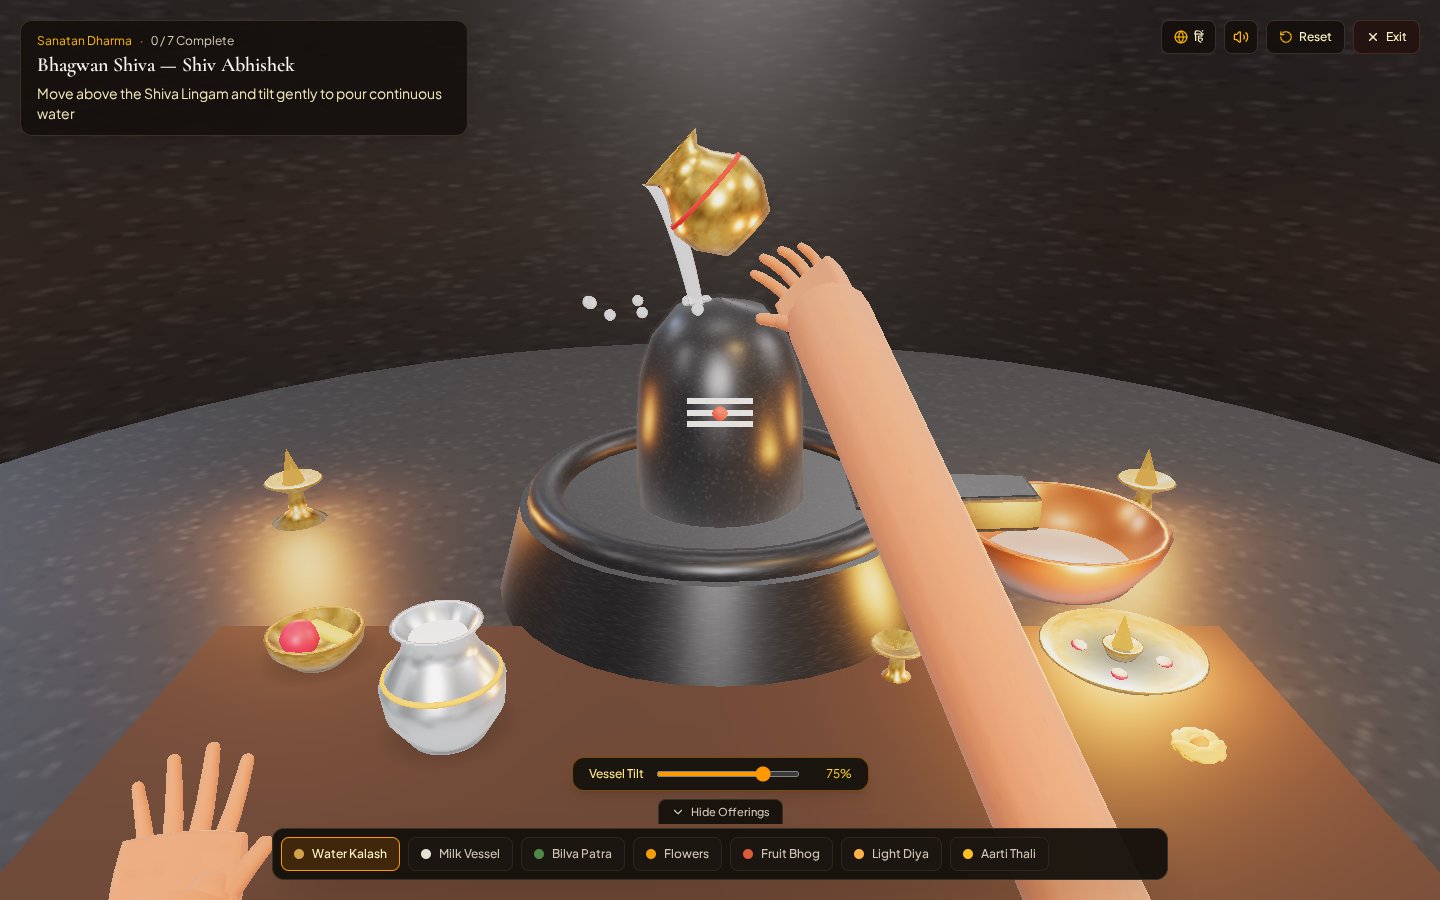 Sanatan Dharma · 0 / 7 Complete
Bhagwan Shiva — Shiv Abhishek
Move above the Shiva Lingam and tilt gently to pour continuous
water
हिं
Reset
Exit
Vessel Tilt 75%
Hide Offerings
Water Kalash
Milk Vessel
Bilva Patra
Flowers
Fruit Bhog
Light Diya
Aarti Thali